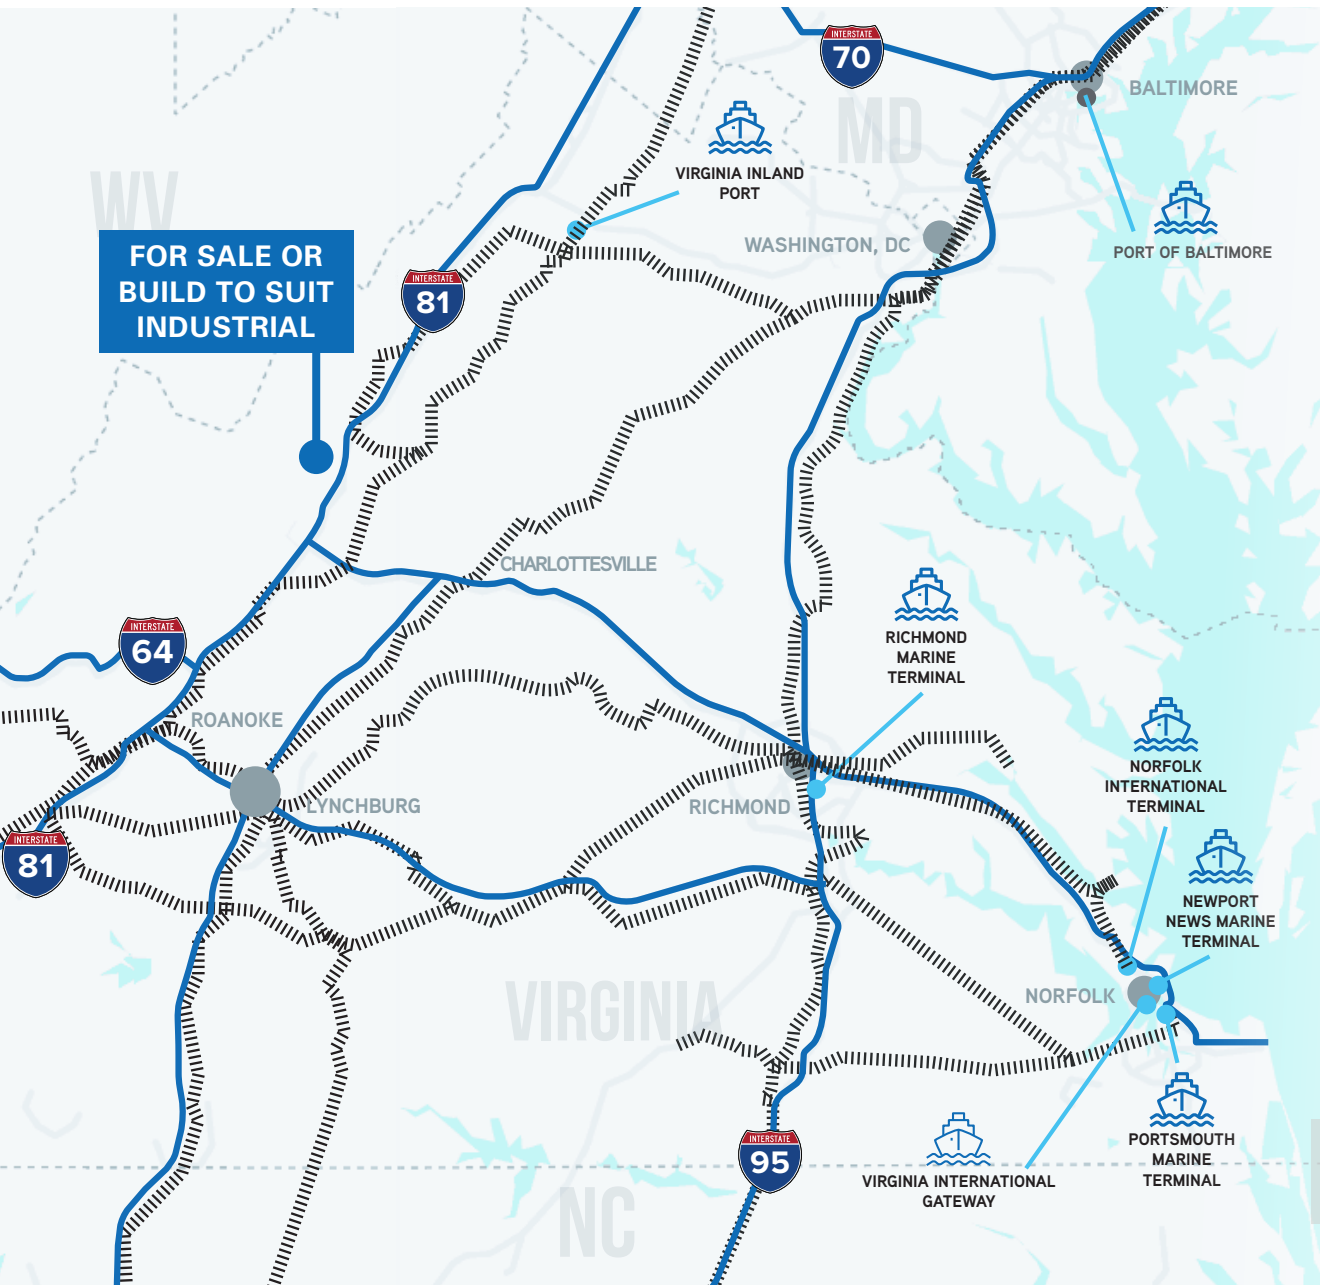 INTERSTATE
70
BALTIMORE
MD
VIRGINIA INLAND
PORT
WV
WASHINGTON, DC
PORT OF BALTIMORE
FOR SALE OR
BUILD TO SUIT
INDUSTRIAL
INTERSTATE
81
CHARLOTTESVILLE
RICHMOND
MARINE
TERMINAL
INTERSTATE
64
ROANOKE
NORFOLK
INTERNATIONAL
TERMINAL
LYNCHBURG
RICHMOND
INTERSTATE
81
NEWPORT
NEWS MARINE
TERMINAL
VIRGINIA
NORFOLK
INTERSTATE
95
PORTSMOUTH
MARINE
TERMINAL
VIRGINIA INTERNATIONAL
GATEWAY
NC